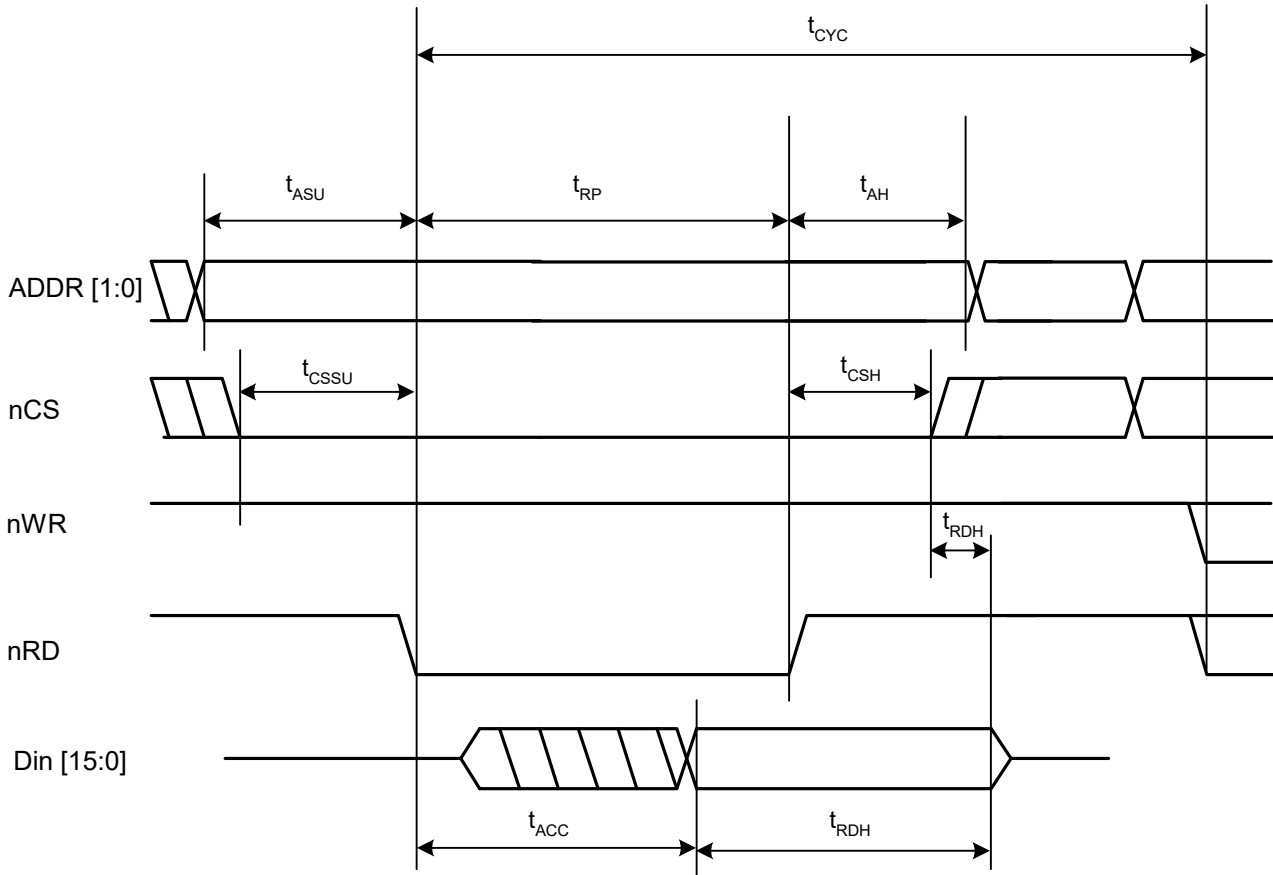 tCYC
tASU
tRP
tAH
ADDR [1:0]
tCSSU
tCSH
nCS
nWR
tRDH
nRD
Din [15:0]
tACC
tRDH